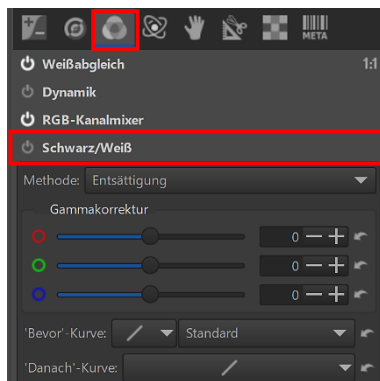 META
Weißabgleich 1:1
Dynamik
RGB-Kanalmixer
Schwarz/Weiß
Methode: Entsättigung
Gammakorrektur
0
0
0
'Bevor'-Kurve: Standard
'Danach'-Kurve: